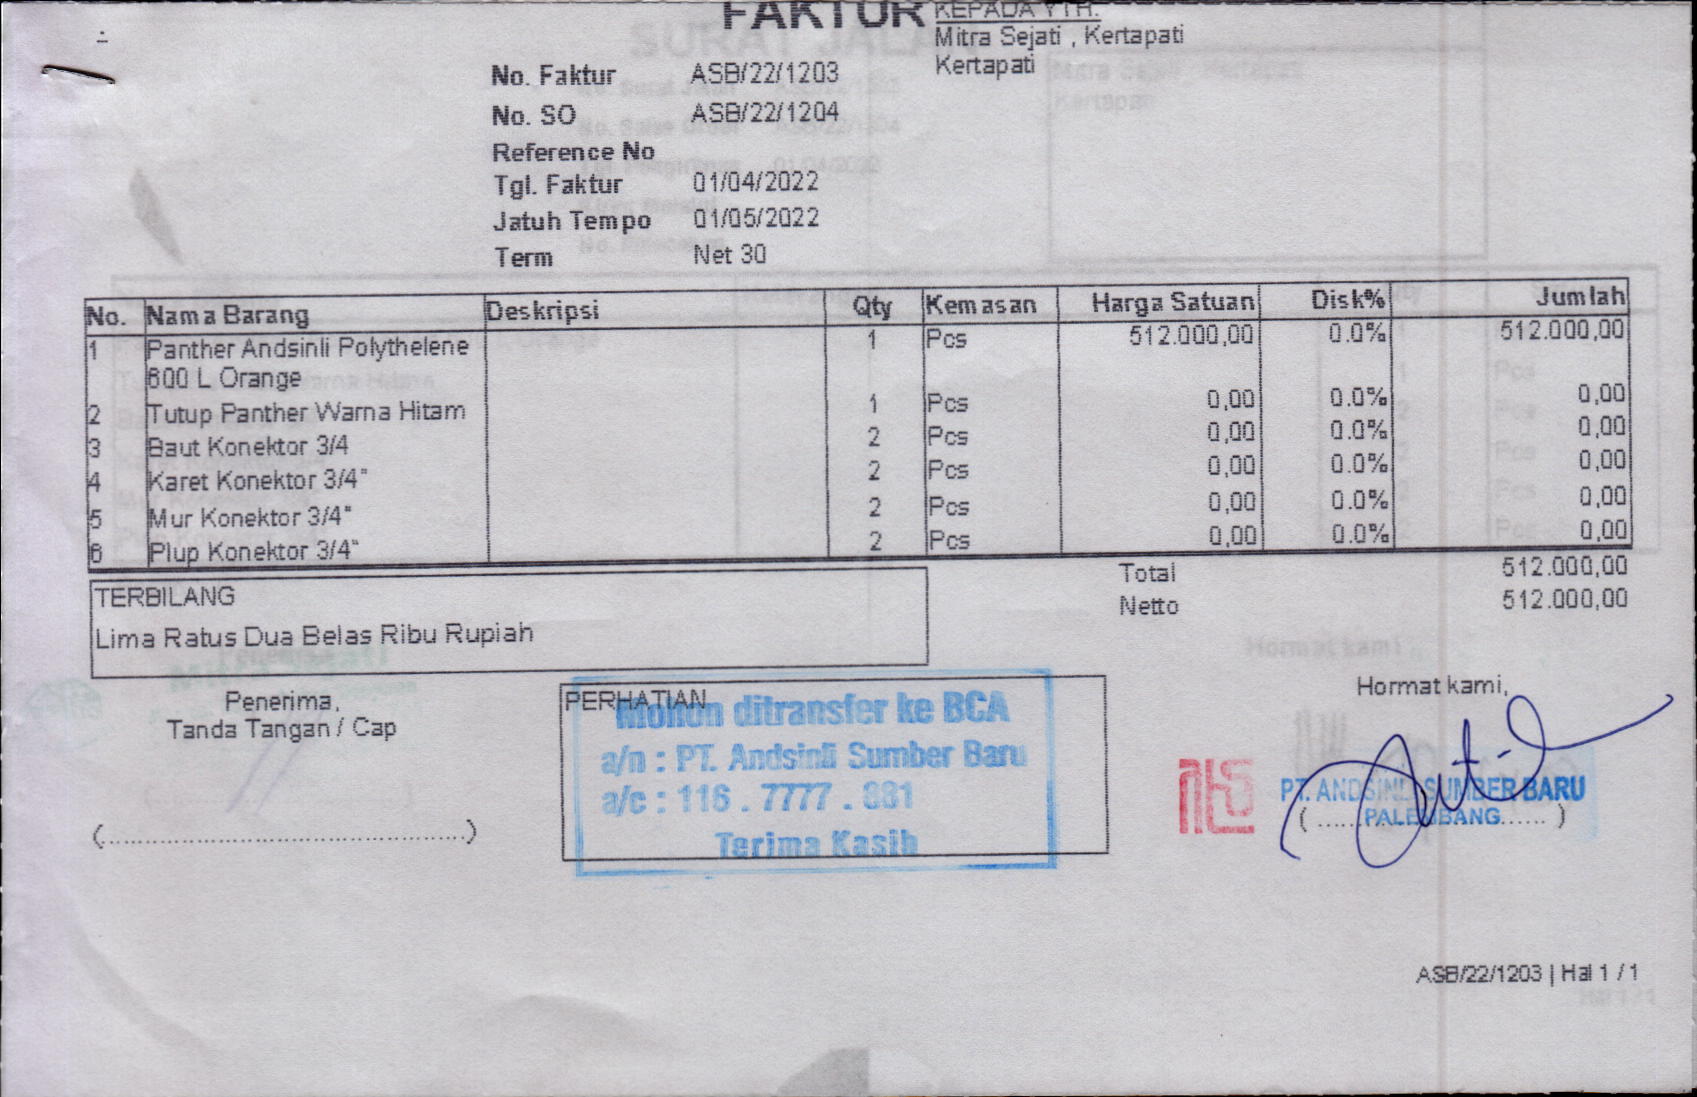 FAKTUR
KEPADA YTH.
Mitra Sejati , Kertapati
Kertapati
No. Faktur ASB/22/1203
No. SO ASB/22/1204
Reference No
Tgl. Faktur 01/04/2022
Jatuh Tempo 01/05/2022
Term Net 30
No. Nama Barang Deskripsi Qty Kemasan Harga Satuan Disk% Jumlah
1 Panther Andsinli Polythelene 1 Pcs 512.000,00 0.0% 512.000,00
600 L Orange
2 Tutup Panther Warna Hitam 1 Pcs 0,00 0.0% 0,00
3 Baut Konektor 3/4 2 Pcs 0,00 0.0% 0,00
4 Karet Konektor 3/4" 2 Pcs 0,00 0.0% 0,00
5 Mur Konektor 3/4" 2 Pcs 0,00 0.0% 0,00
6 Plup Konektor 3/4" 2 Pcs 0,00 0.0% 0,00
Total 512.000,00
Netto 512.000,00
TERBILANG
Lima Ratus Dua Belas Ribu Rupiah
Penerima,
Tanda Tangan / Cap
(..................................................)
PERHATIAN
Mohon ditransfer ke BCA
a/n : PT. Andsinli Sumber Baru
a/c : 116 . 7777 . 881
Terima Kasih
Hormat kami,
PT. ANDSINLI SUMBER BARU
PALEMBANG
ASB/22/1203 | Hal 1 / 1